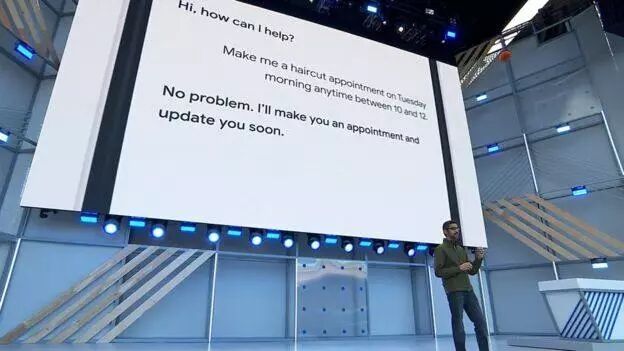 Hi, how can I help?
Make me a haircut appointment on Tuesday
morning anytime between 10 and 12.
No problem. I'll make you an appointment and
update you soon.